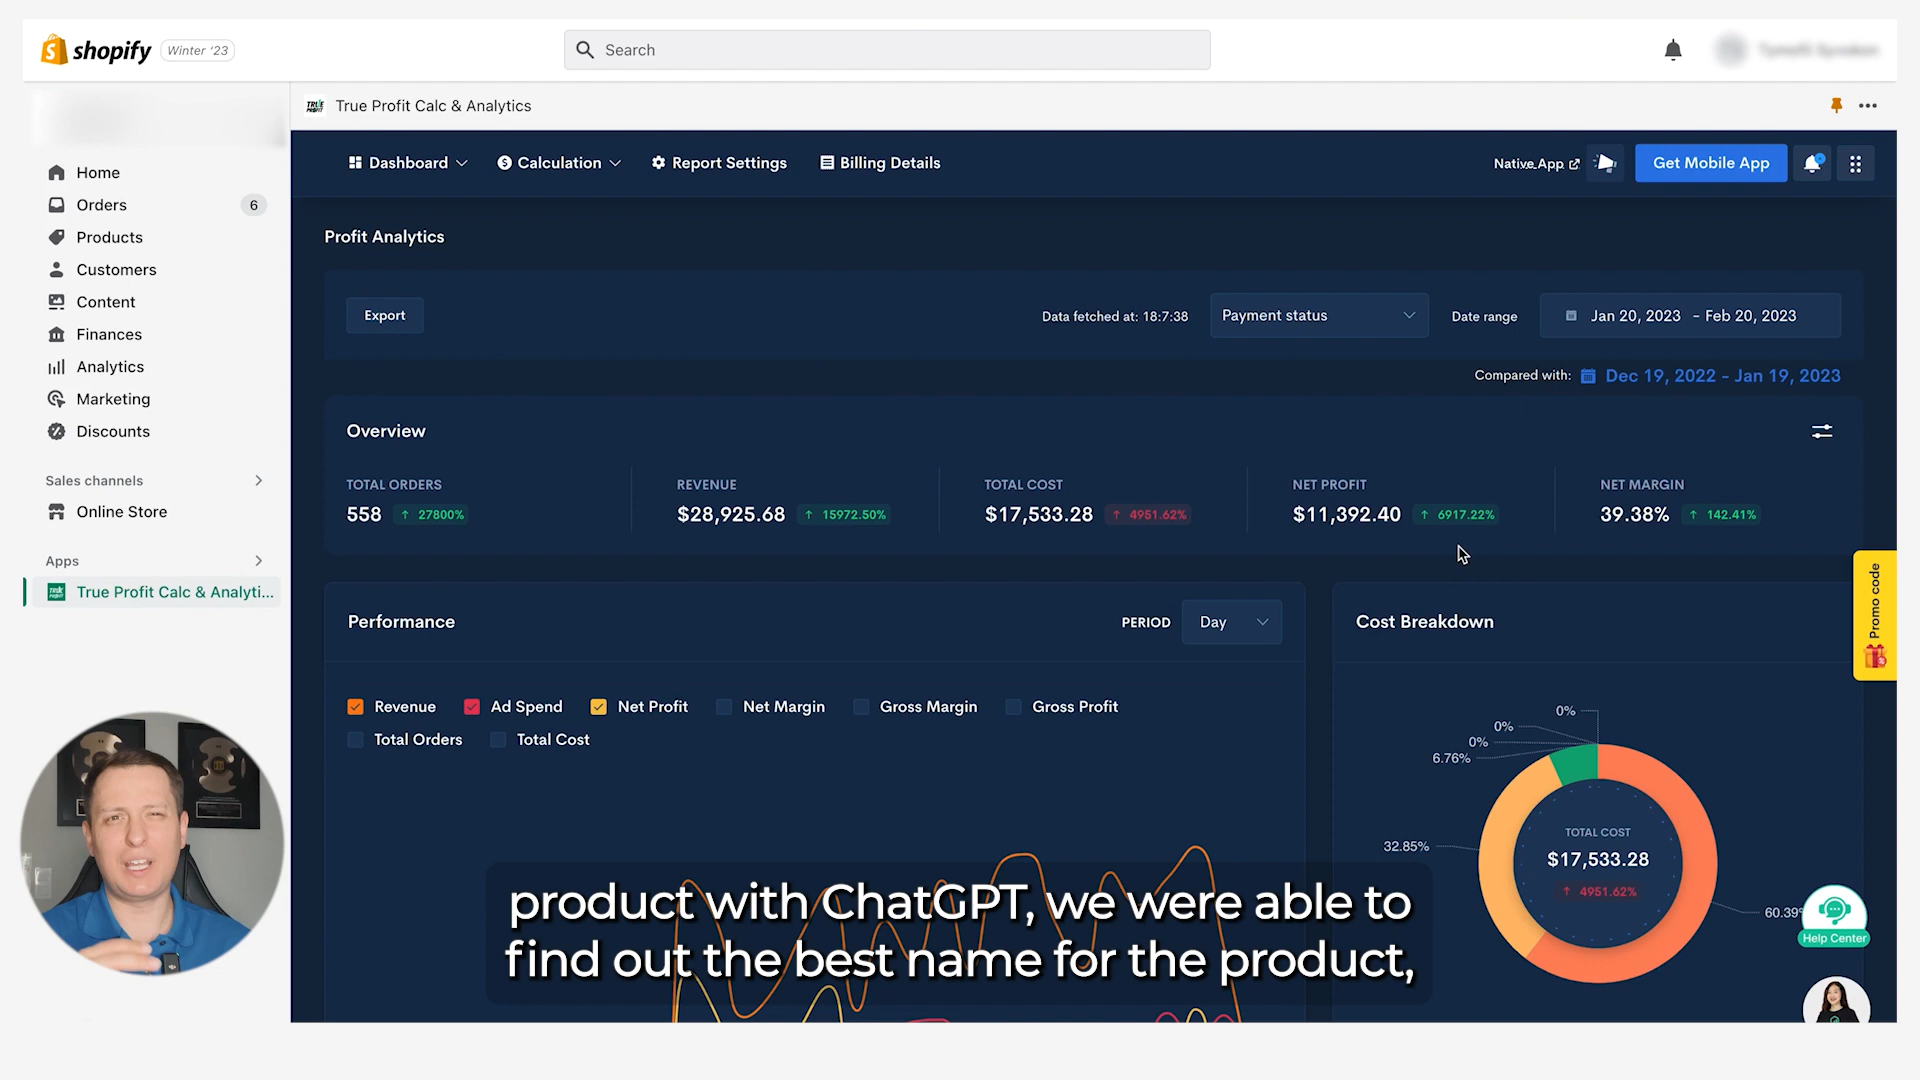 shopify Winter '23
Search
TRUE PROFIT True Profit Calc & Analytics
Home
Orders 6
Products
Customers
Content
Finances
Analytics
Marketing
Discounts
Sales channels
Online Store
Apps
True Profit Calc & Analyti...
Dashboard Calculation Report Settings Billing Details
Native App Get Mobile App
Profit Analytics
Export Data fetched at: 18:7:38 Payment status Date range Jan 20, 2023 - Feb 20, 2023
Compared with: Dec 19, 2022 - Jan 19, 2023
Overview
TOTAL ORDERS REVENUE TOTAL COST NET PROFIT NET MARGIN
558 ↑ 27800% $28,925.68 ↑ 15972.50% $17,533.28 ↑ 4951.62% $11,392.40 ↑ 6917.22% 39.38% ↑ 142.41%
Promo code
Performance PERIOD Day
Revenue Ad Spend Net Profit Net Margin Gross Margin Gross Profit
Total Orders Total Cost
Cost Breakdown
0%
0%
0%
6.76%
32.85%
TOTAL COST
$17,533.28
↑ 4951.62%
Help Center
product with ChatGPT, we were able to
find out the best name for the product,